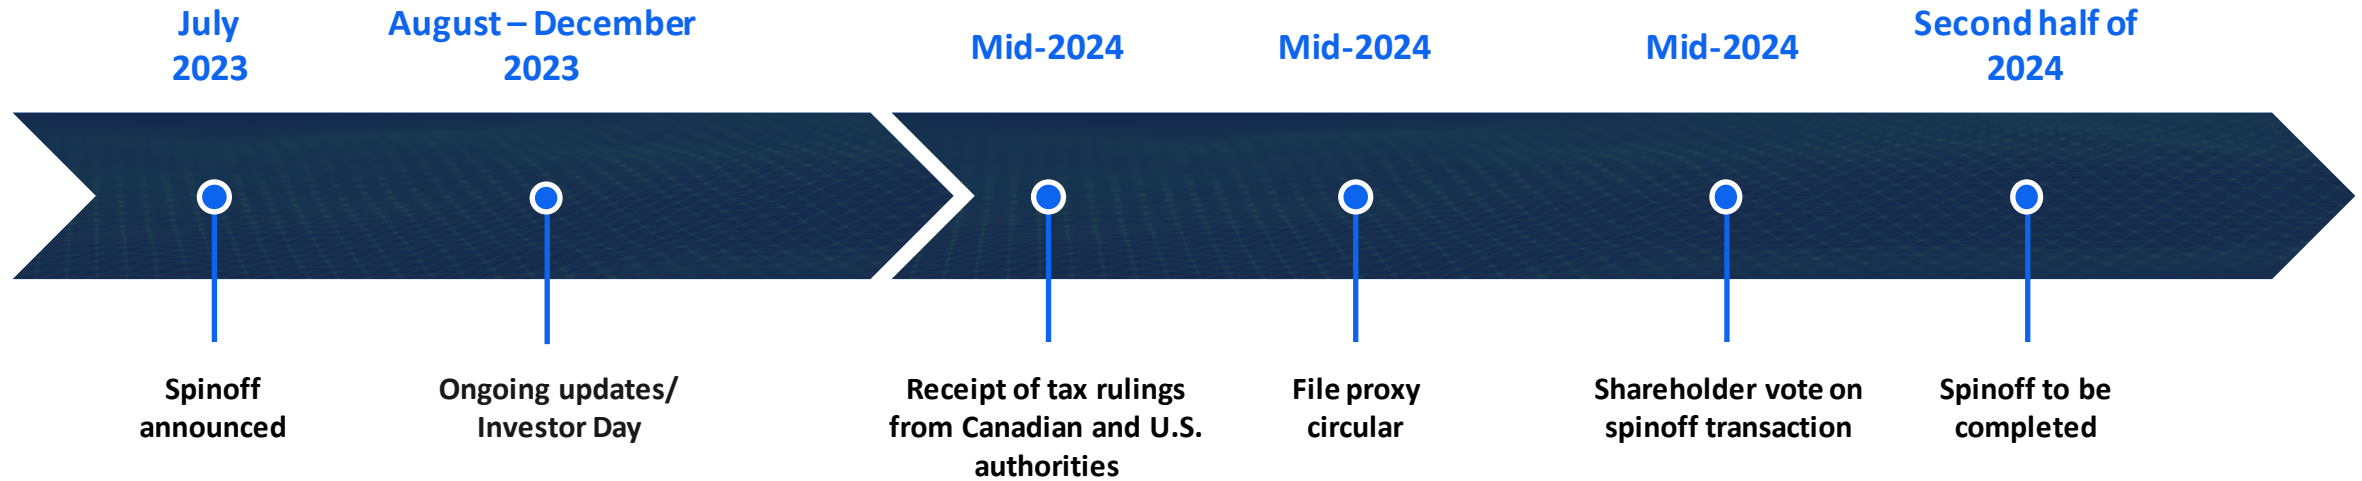 July
2023
August – December
2023
Mid-2024
Mid-2024
Mid-2024
Second half of
2024
Spinoff
announced
Ongoing updates/
Investor Day
Receipt of tax rulings
from Canadian and U.S.
authorities
File proxy
circular
Shareholder vote on
spinoff transaction
Spinoff to be
completed